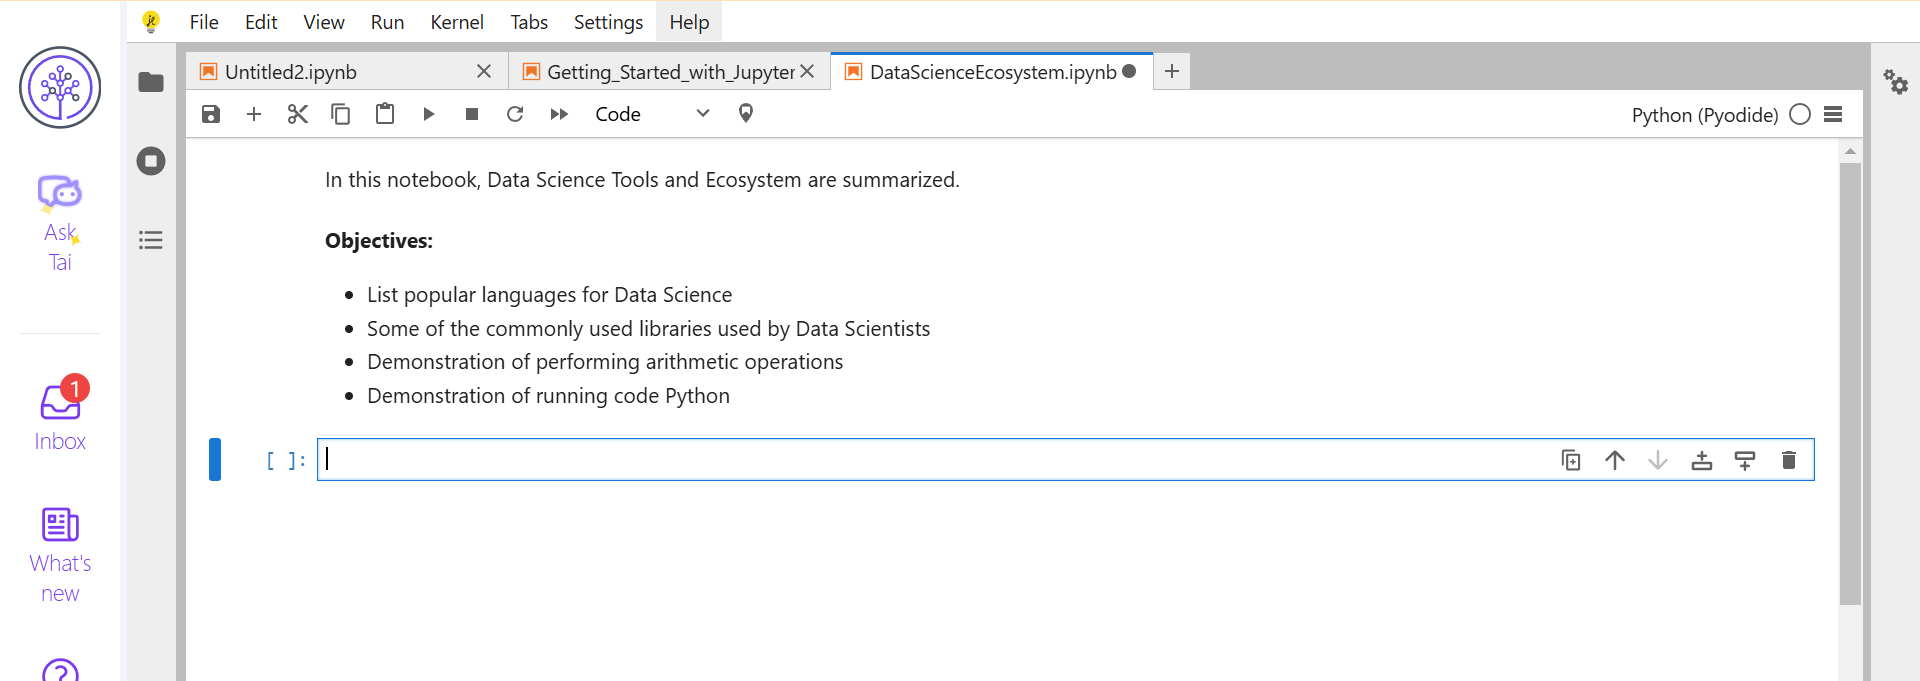 File Edit View Run Kernel Tabs Settings Help
Untitled2.ipynb Getting_Started_with_Jupyter DataScienceEcosystem.ipynb
Code Python (Pyodide)
Ask
Tai
1
Inbox
What's
new
In this notebook, Data Science Tools and Ecosystem are summarized.
Objectives:
List popular languages for Data Science
Some of the commonly used libraries used by Data Scientists
Demonstration of performing arithmetic operations
Demonstration of running code Python
[ ]: